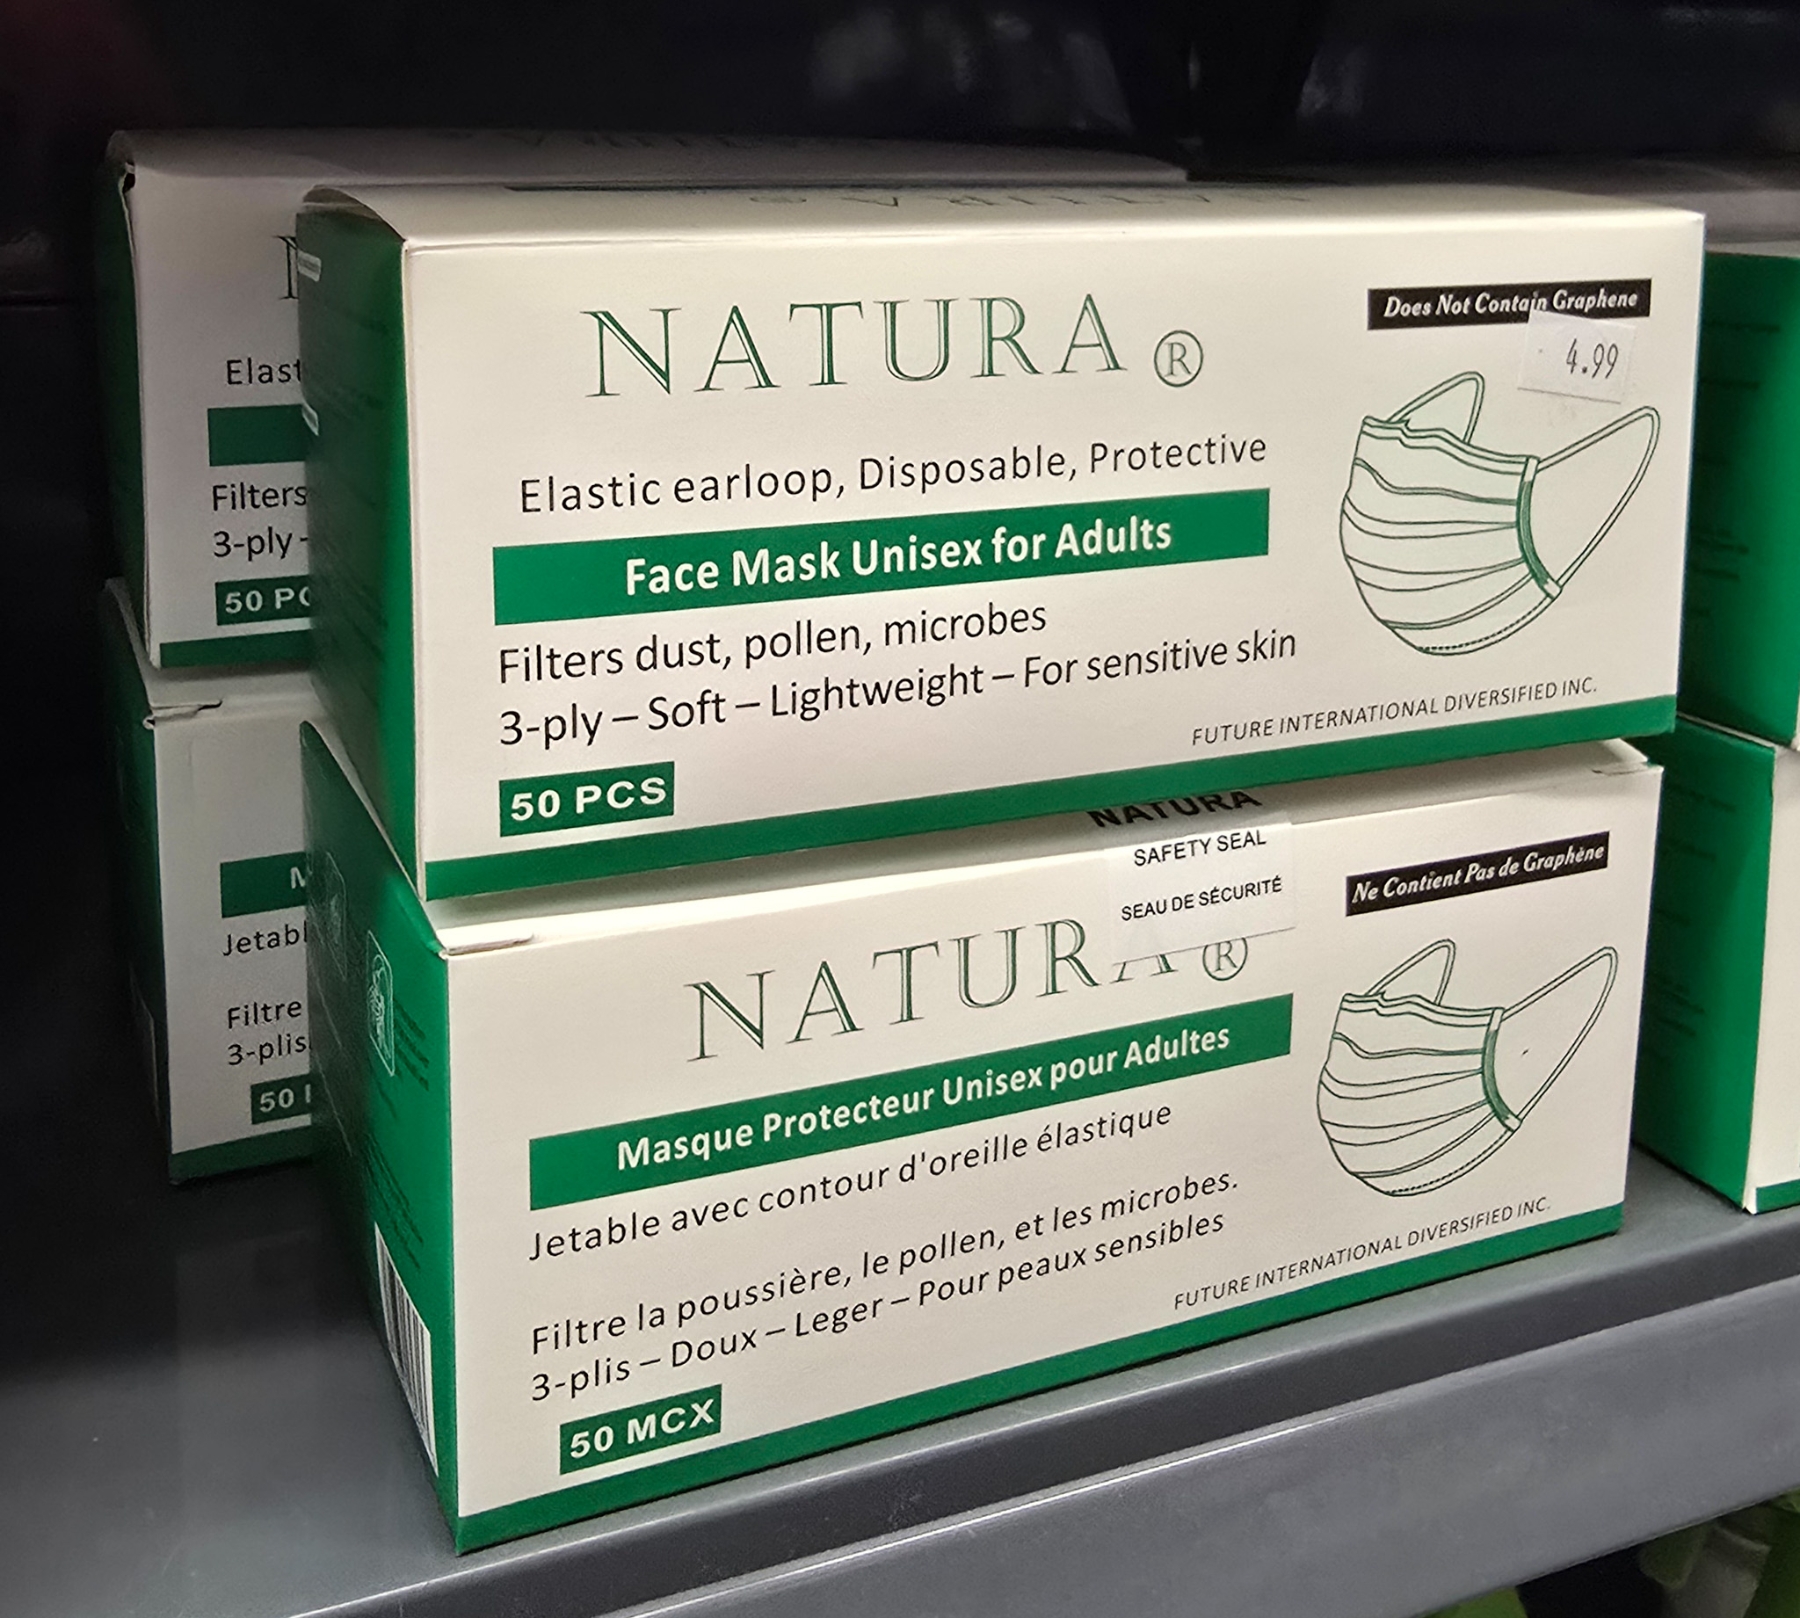 NATURA ®
Does Not Contain Graphene
4.99
Elastic earloop, Disposable, Protective
Face Mask Unisex for Adults
Filters dust, pollen, microbes
3-ply – Soft – Lightweight – For sensitive skin
FUTURE INTERNATIONAL DIVERSIFIED INC.
50 PCS
NATURA
SAFETY SEAL
SEAU DE SÉCURITÉ
Ne Contient Pas de Graphène
NATURA ®
Masque Protecteur Unisex pour Adultes
Jetable avec contour d'oreille élastique
Filtre la poussière, le pollen, et les microbes.
3-plis – Doux – Leger – Pour peaux sensibles
FUTURE INTERNATIONAL DIVERSIFIED INC.
50 MCX
Filters
3-ply -
50
Filtre
3-plis
50